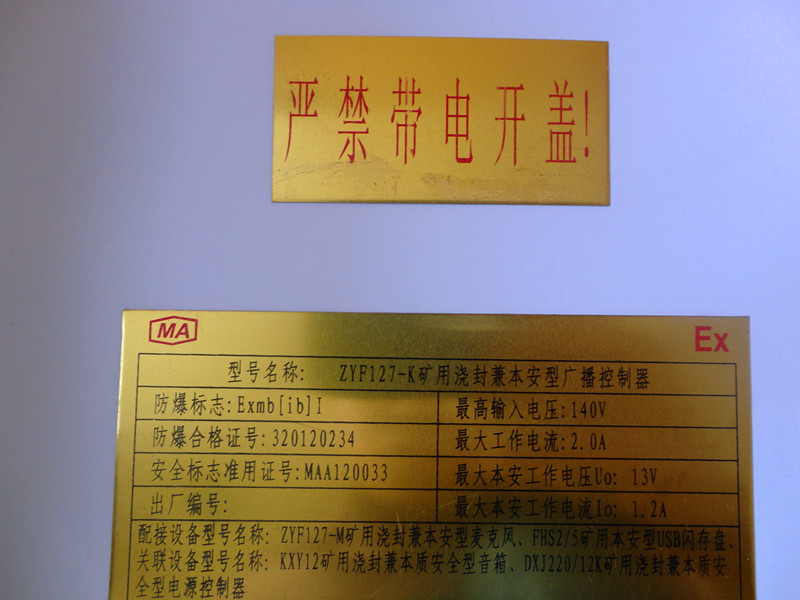 严禁带电开盖!
MA
Ex
型号名称: ZYF127-K矿用浇封兼本安型广播控制器
防爆标志:Exmb[ib]I
最高输入电压:140V
防爆合格证号:320120234
最大工作电流:2.0A
安全标志准用证号:MAA120033
最大本安工作电压Uo: 13V
出厂编号:
最大本安工作电流Io: 1.2A
配接设备型号名称: ZYF127-M矿用浇封兼本安型麦克风、FHS2/5矿用本安型USB闪存盘、
关联设备型号名称: KXY12矿用浇封兼本质安全型音箱、DXJ220/12K矿用浇封兼本质安
全型电源控制器